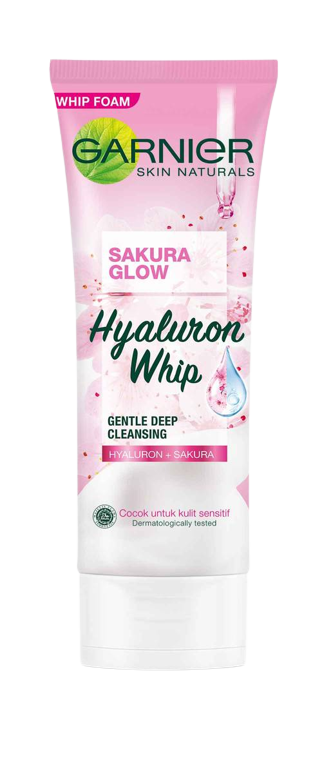 WHIP FOAM
GARNIER
SKIN NATURALS
SAKURA
GLOW
Hyaluron
Whip
GENTLE DEEP
CLEANSING
HYALURON + SAKURA
Cocok untuk kulit sensitif
Dermatologically tested